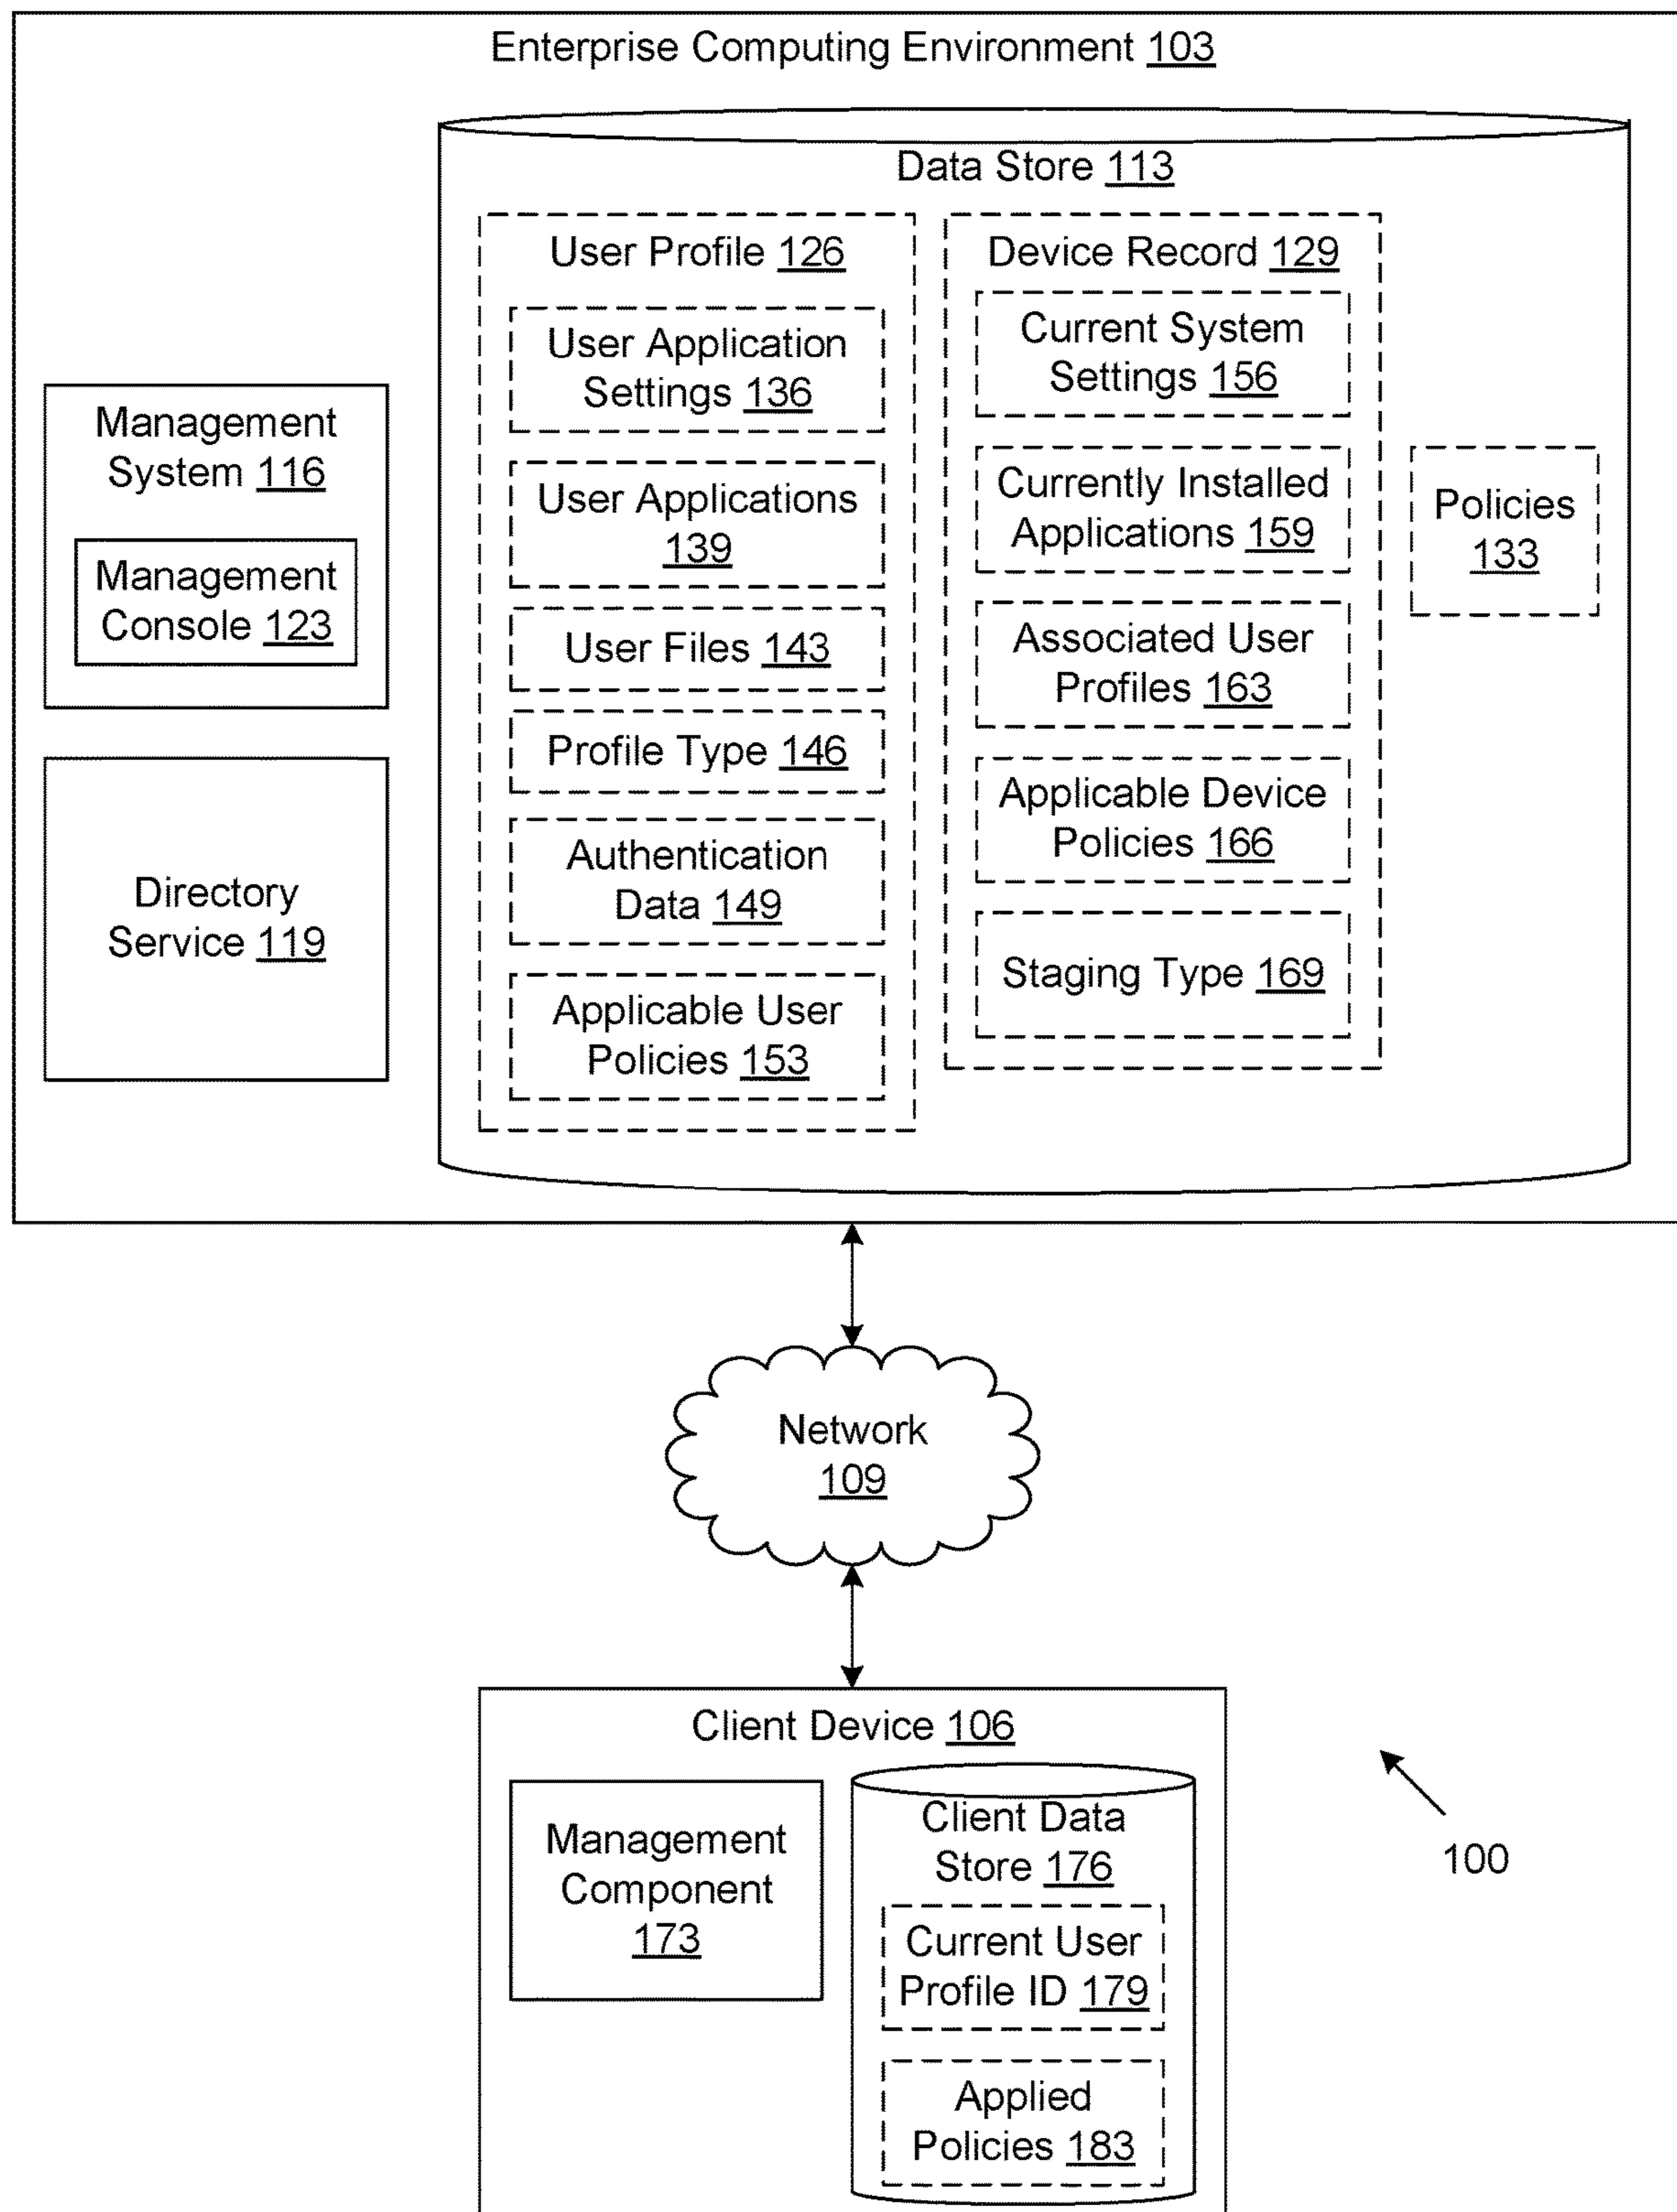 Enterprise Computing Environment 103
Data Store 113
User Profile 126
User Application
Settings 136
User Applications
139
User Files 143
Profile Type 146
Authentication
Data 149
Applicable User
Policies 153
Device Record 129
Current System
Settings 156
Currently Installed
Applications 159
Associated User
Profiles 163
Applicable Device
Policies 166
Staging Type 169
Policies
133
Management
System 116
Management
Console 123
Directory
Service 119
Network
109
Client Device 106
Management
Component
173
Client Data
Store 176
Current User
Profile ID 179
Applied
Policies 183
100